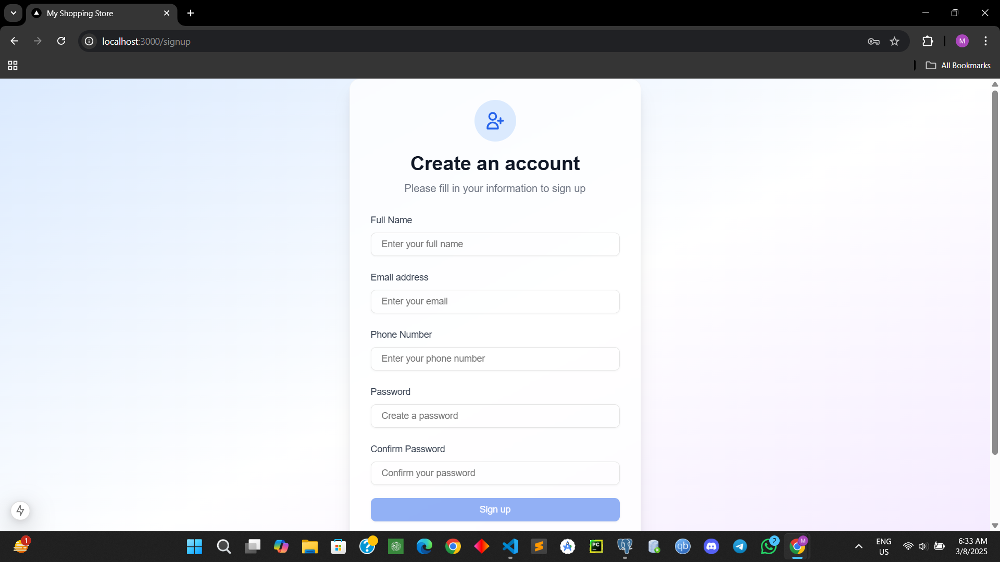 My Shopping Store
localhost:3000/signup
M
All Bookmarks
Create an account
Please fill in your information to sign up
Full Name
Enter your full name
Email address
Enter your email
Phone Number
Enter your phone number
Password
Create a password
Confirm Password
Confirm your password
Sign up
1
?
PC
qb
2
M
ENG
US
6:33 AM
3/8/2025